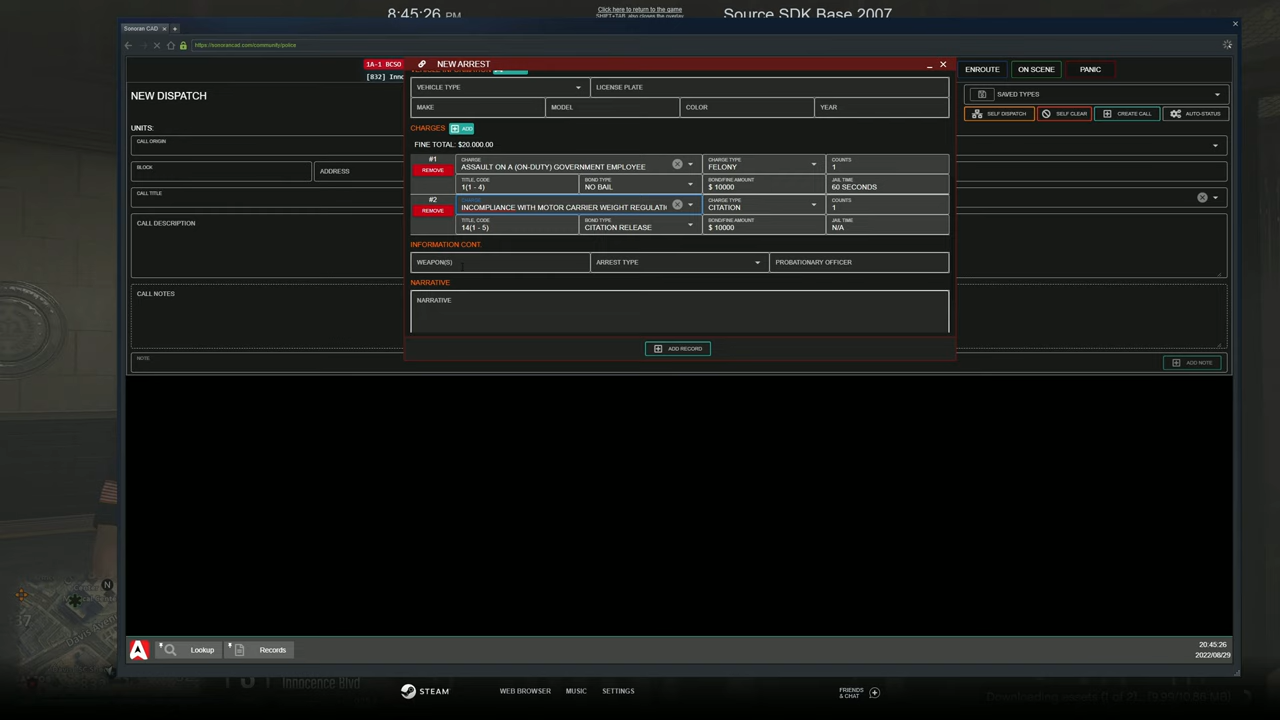 8:45:26 PM
Click here to return to the game
SHIFT+TAB also closes the overlay
Source SDK Base 2007
Sonoran CAD
https://sonorancad.com/community/police
1A-1 BCSO
[832] Inno
NEW ARREST
ENROUTE
ON SCENE
PANIC
NEW DISPATCH
SAVED TYPES
SELF DISPATCH
SELF CLEAR
CREATE CALL
AUTO-STATUS
UNITS:
CALL ORIGIN
BLOCK
ADDRESS
CALL TITLE
CALL DESCRIPTION
CALL NOTES
NOTE
ADD NOTE
VEHICLE INFORMATION
VEHICLE TYPE
LICENSE PLATE
MAKE
MODEL
COLOR
YEAR
CHARGES
ADD
FINE TOTAL: $20,000.00
#1
REMOVE
CHARGE
ASSAULT ON A (ON-DUTY) GOVERNMENT EMPLOYEE
CHARGE TYPE
FELONY
COUNTS
1
TITLE, CODE
1(1 - 4)
BOND TYPE
NO BAIL
BOND/FINE AMOUNT
$ 10000
JAIL TIME
60 SECONDS
#2
REMOVE
CHARGE
INCOMPLIANCE WITH MOTOR CARRIER WEIGHT REGULATI
CHARGE TYPE
CITATION
COUNTS
1
TITLE, CODE
14(1 - 5)
BOND TYPE
CITATION RELEASE
BOND/FINE AMOUNT
$ 10000
JAIL TIME
N/A
INFORMATION CONT.
WEAPON(S)
ARREST TYPE
PROBATIONARY OFFICER
NARRATIVE
NARRATIVE
ADD RECORD
N
37
Davis Avenue
Lookup
Records
20:45:26
2022/08/29
Innocence Blvd
STEAM
WEB BROWSER
MUSIC
SETTINGS
FRIENDS
& CHAT